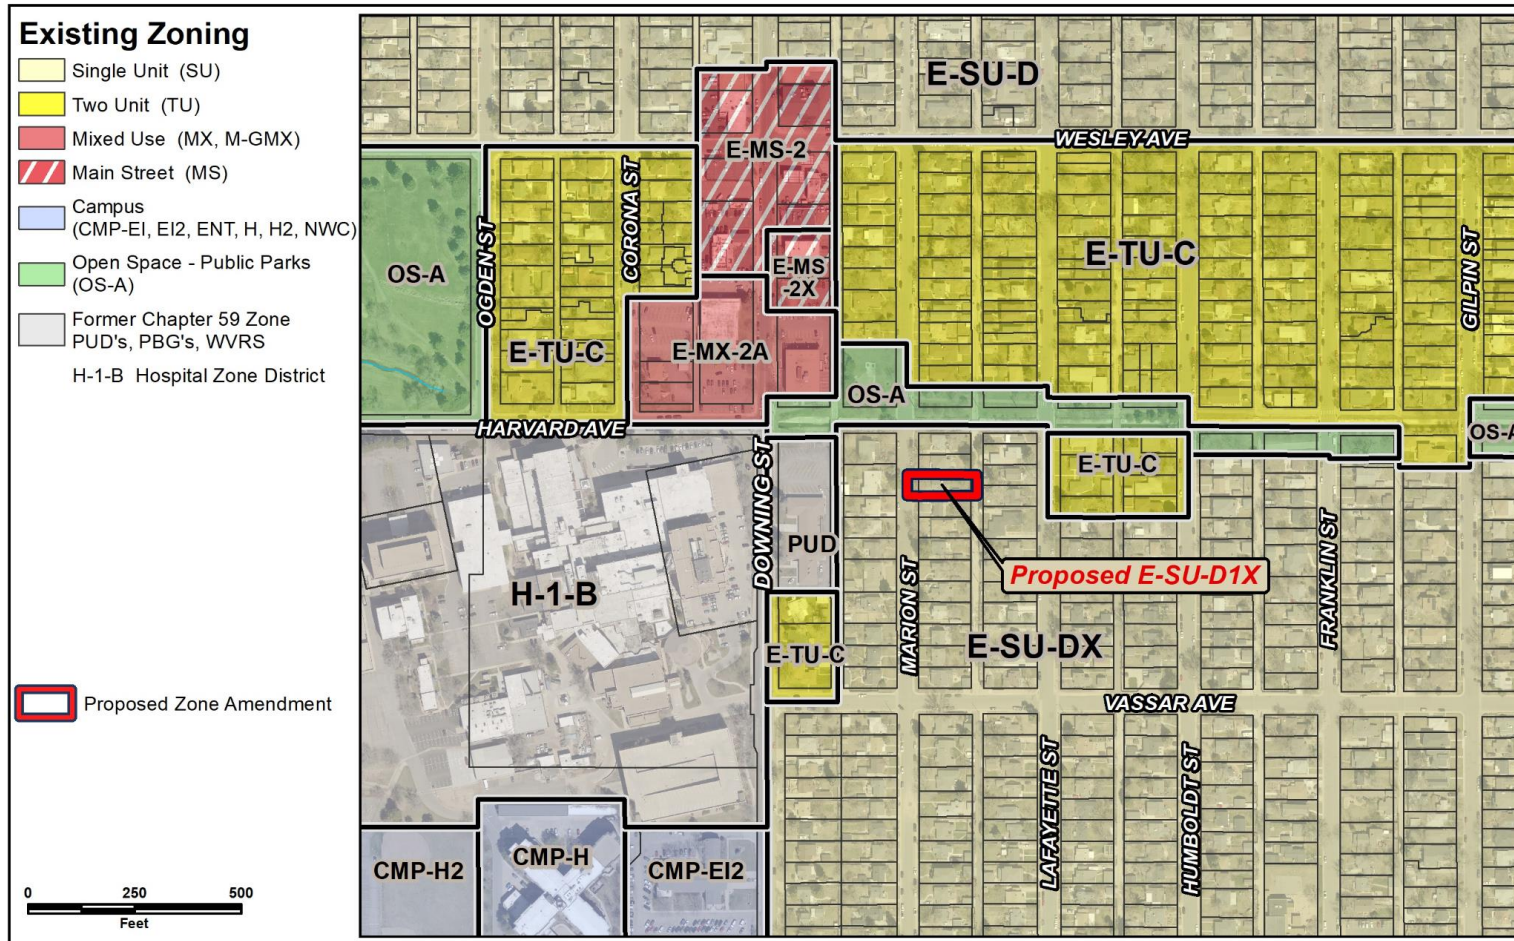 Existing Zoning
Single Unit (SU)
Two Unit (TU)
Mixed Use (MX, M-GMX)
Main Street (MS)
Campus
(CMP-EI, EI2, ENT, H, H2, NWC)
Open Space - Public Parks
(OS-A)
Former Chapter 59 Zone
PUD's, PBG's, WVRS
H-1-B Hospital Zone District
Proposed Zone Amendment
0 250 500
Feet
E-SU-D
WESLEY AVE
E-MS-2
CORONA ST
OGDEN ST
OS-A
E-MS
-2X
E-TU-C
GILPIN ST
E-TU-C
E-MX-2A
OS-A
HARVARD AVE
OS-A
E-TU-C
DOWNING ST
PUD
Proposed E-SU-D1X
H-1-B
MARION ST
FRANKLIN ST
E-TU-C
E-SU-DX
VASSAR AVE
LAFAYETTE ST
HUMBOLDT ST
CMP-H2
CMP-H
CMP-EI2